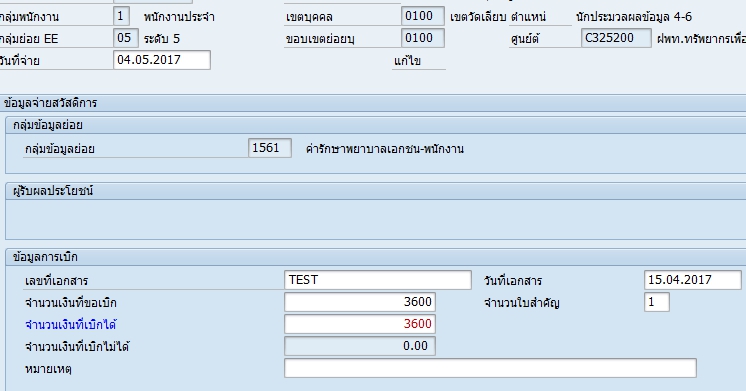 กลุ่มพนักงาน 1 พนักงานประจำ เขตบุคคล 0100 เขตวัดเลียบ ตำแหน่ นักประมวลผลข้อมูล 4-6
กลุ่มย่อย EE 05 ระดับ 5 ขอบเขตย่อยบุ 0100 ศูนย์ต้ C325200 ฝพท.ทรัพยากรเพื่อ
วันที่จ่าย 04.05.2017 แก้ไข
ข้อมูลจ่ายสวัสดิการ
กลุ่มข้อมูลย่อย
กลุ่มข้อมูลย่อย 1561 ค่ารักษาพยาบาลเอกชน-พนักงาน
ผู้รับผลประโยชน์
ข้อมูลการเบิก
เลขที่เอกสาร TEST วันที่เอกสาร 15.04.2017
จำนวนเงินที่ขอเบิก 3600 จำนวนใบสำคัญ 1
จำนวนเงินที่เบิกได้ 3600
จำนวนเงินที่เบิกไม่ได้ 0.00
หมายเหตุ